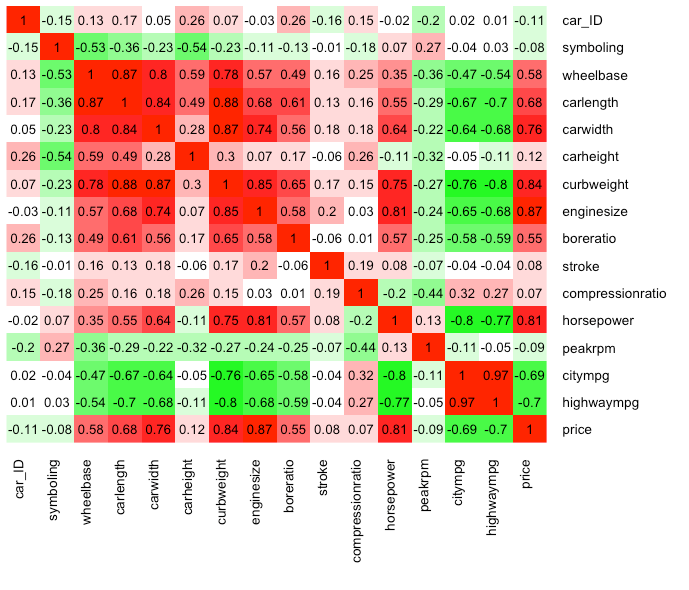 1 -0.15 0.13 0.17 0.05 0.26 0.07 -0.03 0.26 -0.16 0.15 -0.02 -0.2 0.02 0.01 -0.11 car_ID
-0.15 1 -0.53 -0.36 -0.23 -0.54 -0.23 -0.11 -0.13 -0.01 -0.18 0.07 0.27 -0.04 0.03 -0.08 symboling
0.13 -0.53 1 0.87 0.8 0.59 0.78 0.57 0.49 0.16 0.25 0.35 -0.36 -0.47 -0.54 0.58 wheelbase
0.17 -0.36 0.87 1 0.84 0.49 0.88 0.68 0.61 0.13 0.16 0.55 -0.29 -0.67 -0.7 0.68 carlength
0.05 -0.23 0.8 0.84 1 0.28 0.87 0.74 0.56 0.18 0.18 0.64 -0.22 -0.64 -0.68 0.76 carwidth
0.26 -0.54 0.59 0.49 0.28 1 0.3 0.07 0.17 -0.06 0.26 -0.11 -0.32 -0.05 -0.11 0.12 carheight
0.07 -0.23 0.78 0.88 0.87 0.3 1 0.85 0.65 0.17 0.15 0.75 -0.27 -0.76 -0.8 0.84 curbweight
-0.03 -0.11 0.57 0.68 0.74 0.07 0.85 1 0.58 0.2 0.03 0.81 -0.24 -0.65 -0.68 0.87 enginesize
0.26 -0.13 0.49 0.61 0.56 0.17 0.65 0.58 1 -0.06 0.01 0.57 -0.25 -0.58 -0.59 0.55 boreratio
-0.16 -0.01 0.16 0.13 0.18 -0.06 0.17 0.2 -0.06 1 0.19 0.08 -0.07 -0.04 -0.04 0.08 stroke
0.15 -0.18 0.25 0.16 0.18 0.26 0.15 0.03 0.01 0.19 1 -0.2 -0.44 0.32 0.27 0.07 compressionratio
-0.02 0.07 0.35 0.55 0.64 -0.11 0.75 0.81 0.57 0.08 -0.2 1 0.13 -0.8 -0.77 0.81 horsepower
-0.2 0.27 -0.36 -0.29 -0.22 -0.32 -0.27 -0.24 -0.25 -0.07 -0.44 0.13 1 -0.11 -0.05 -0.09 peakrpm
0.02 -0.04 -0.47 -0.67 -0.64 -0.05 -0.76 -0.65 -0.58 -0.04 0.32 -0.8 -0.11 1 0.97 -0.69 citympg
0.01 0.03 -0.54 -0.7 -0.68 -0.11 -0.8 -0.68 -0.59 -0.04 0.27 -0.77 -0.05 0.97 1 -0.7 highwaympg
-0.11 -0.08 0.58 0.68 0.76 0.12 0.84 0.87 0.55 0.08 0.07 0.81 -0.09 -0.69 -0.7 1 price
car_ID
symboling
wheelbase
carlength
carwidth
carheight
curbweight
enginesize
boreratio
stroke
compressionratio
horsepower
peakrpm
citympg
highwaympg
price